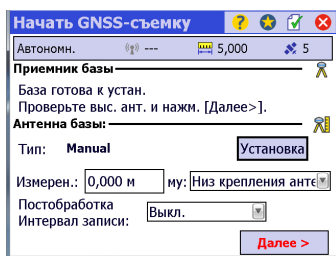 Начать GNSS-съемку
Автономн. --- 5,000 5
Приемник базы
База готова к устан.
Проверьте выс. ант. и нажм. [Далее>].
Антенна базы:
Тип: Manual Установка
Измерен.: 0,000 м му: Низ крепления анте
Постобработка
Интервал записи: Выкл.
Далее >